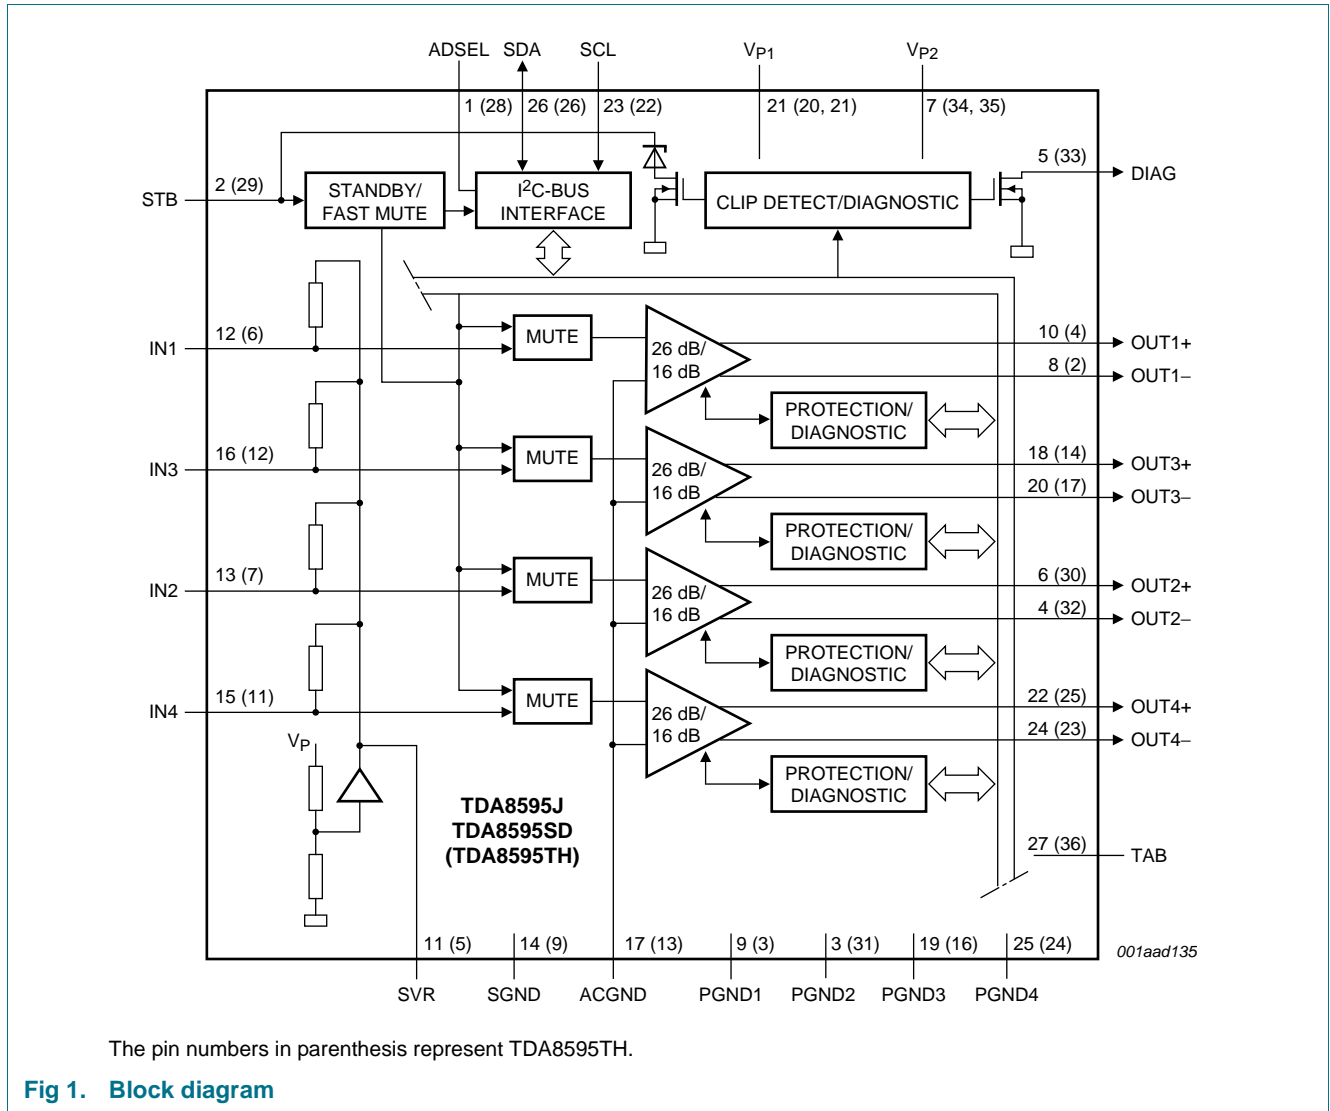 ADSEL SDA SCL VP1 VP2
1 (28) 26 (26) 23 (22) 21 (20, 21) 7 (34, 35)
5 (33)
DIAG
2 (29)
STB
STANDBY/
FAST MUTE
I2C-BUS
INTERFACE
CLIP DETECT/DIAGNOSTIC
12 (6)
IN1
MUTE
26 dB/
16 dB
10 (4)
OUT1+
8 (2)
OUT1−
PROTECTION/
DIAGNOSTIC
16 (12)
IN3
MUTE
26 dB/
16 dB
18 (14)
OUT3+
20 (17)
OUT3−
PROTECTION/
DIAGNOSTIC
13 (7)
IN2
MUTE
26 dB/
16 dB
6 (30)
OUT2+
4 (32)
OUT2−
PROTECTION/
DIAGNOSTIC
15 (11)
IN4
MUTE
26 dB/
16 dB
22 (25)
OUT4+
24 (23)
OUT4−
PROTECTION/
DIAGNOSTIC
VP
TDA8595J
TDA8595SD
(TDA8595TH)
27 (36)
TAB
11 (5) 14 (9) 17 (13) 9 (3) 3 (31) 19 (16) 25 (24)
001aad135
SVR SGND ACGND PGND1 PGND2 PGND3 PGND4
The pin numbers in parenthesis represent TDA8595TH.
Fig 1. Block diagram